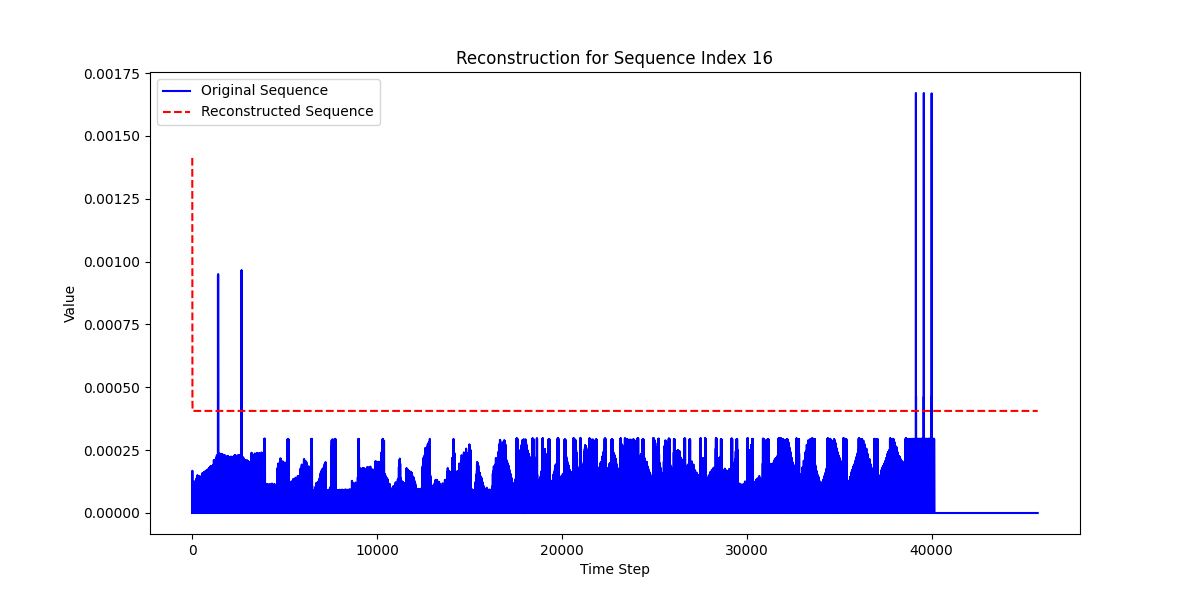 Reconstruction for Sequence Index 16
Original Sequence
Reconstructed Sequence
Value
0.00175
0.00150
0.00125
0.00100
0.00075
0.00050
0.00025
0.00000
0 10000 20000 30000 40000
Time Step